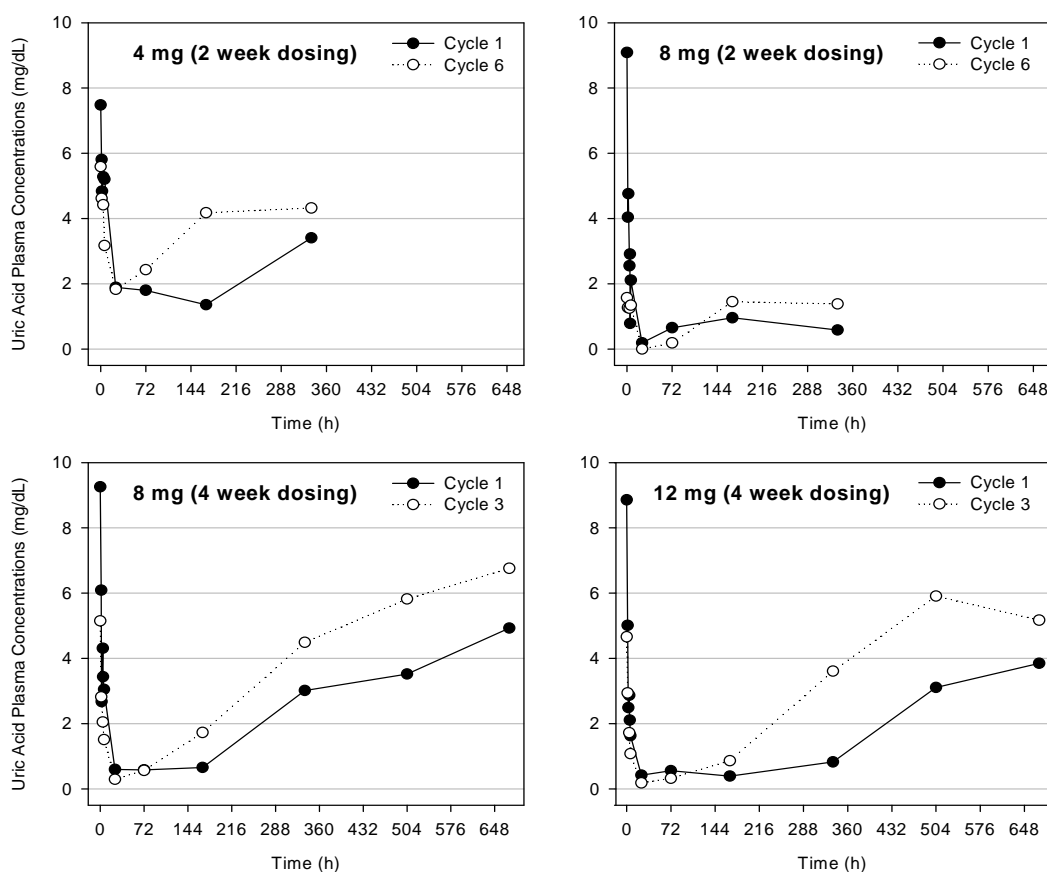 4 mg (2 week dosing)
Cycle 1
Cycle 6
Uric Acid Plasma Concentrations (mg/dL)
10
8
6
4
2
0
0 72 144 216 288 360 432 504 576 648
Time (h)
8 mg (2 week dosing)
Cycle 1
Cycle 6
10
8
6
4
2
0
0 72 144 216 288 360 432 504 576 648
Time (h)
8 mg (4 week dosing)
Cycle 1
Cycle 3
Uric Acid Plasma Concentrations (mg/dL)
10
8
6
4
2
0
0 72 144 216 288 360 432 504 576 648
Time (h)
12 mg (4 week dosing)
Cycle 1
Cycle 3
10
8
6
4
2
0
0 72 144 216 288 360 432 504 576 648
Time (h)